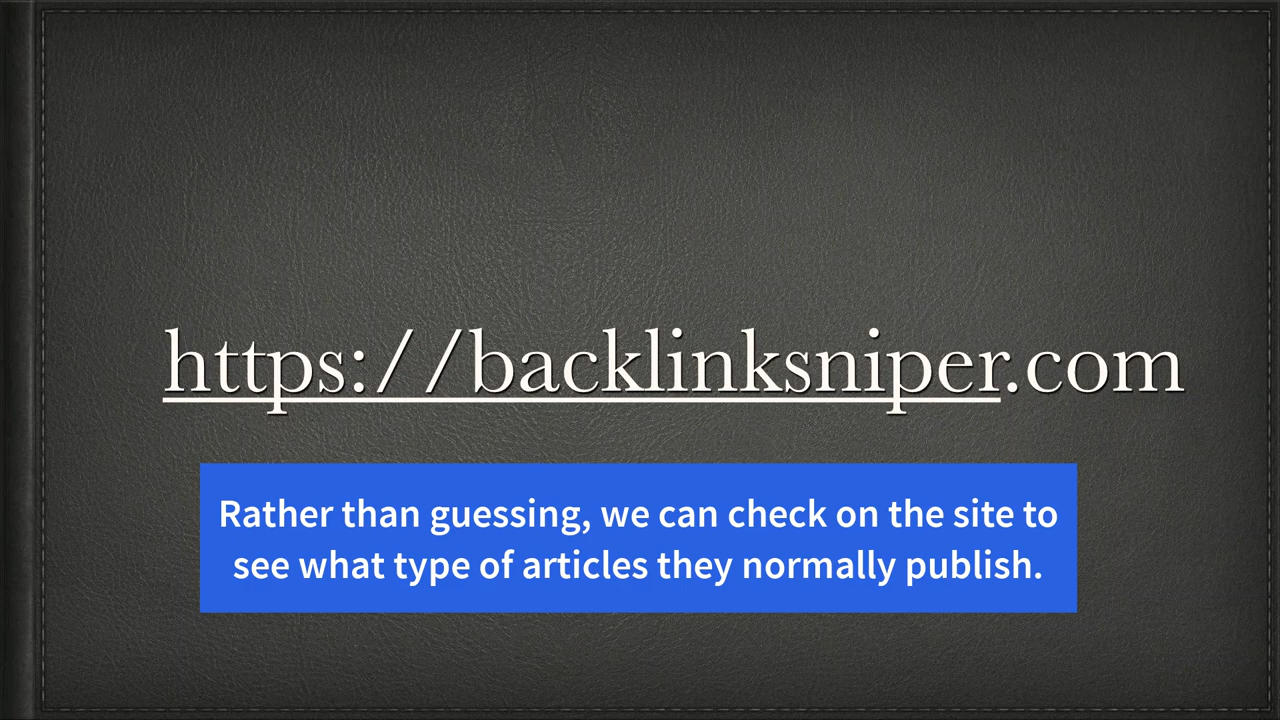 https://backlinksniper.com
Rather than guessing, we can check on the site to
see what type of articles they normally publish.